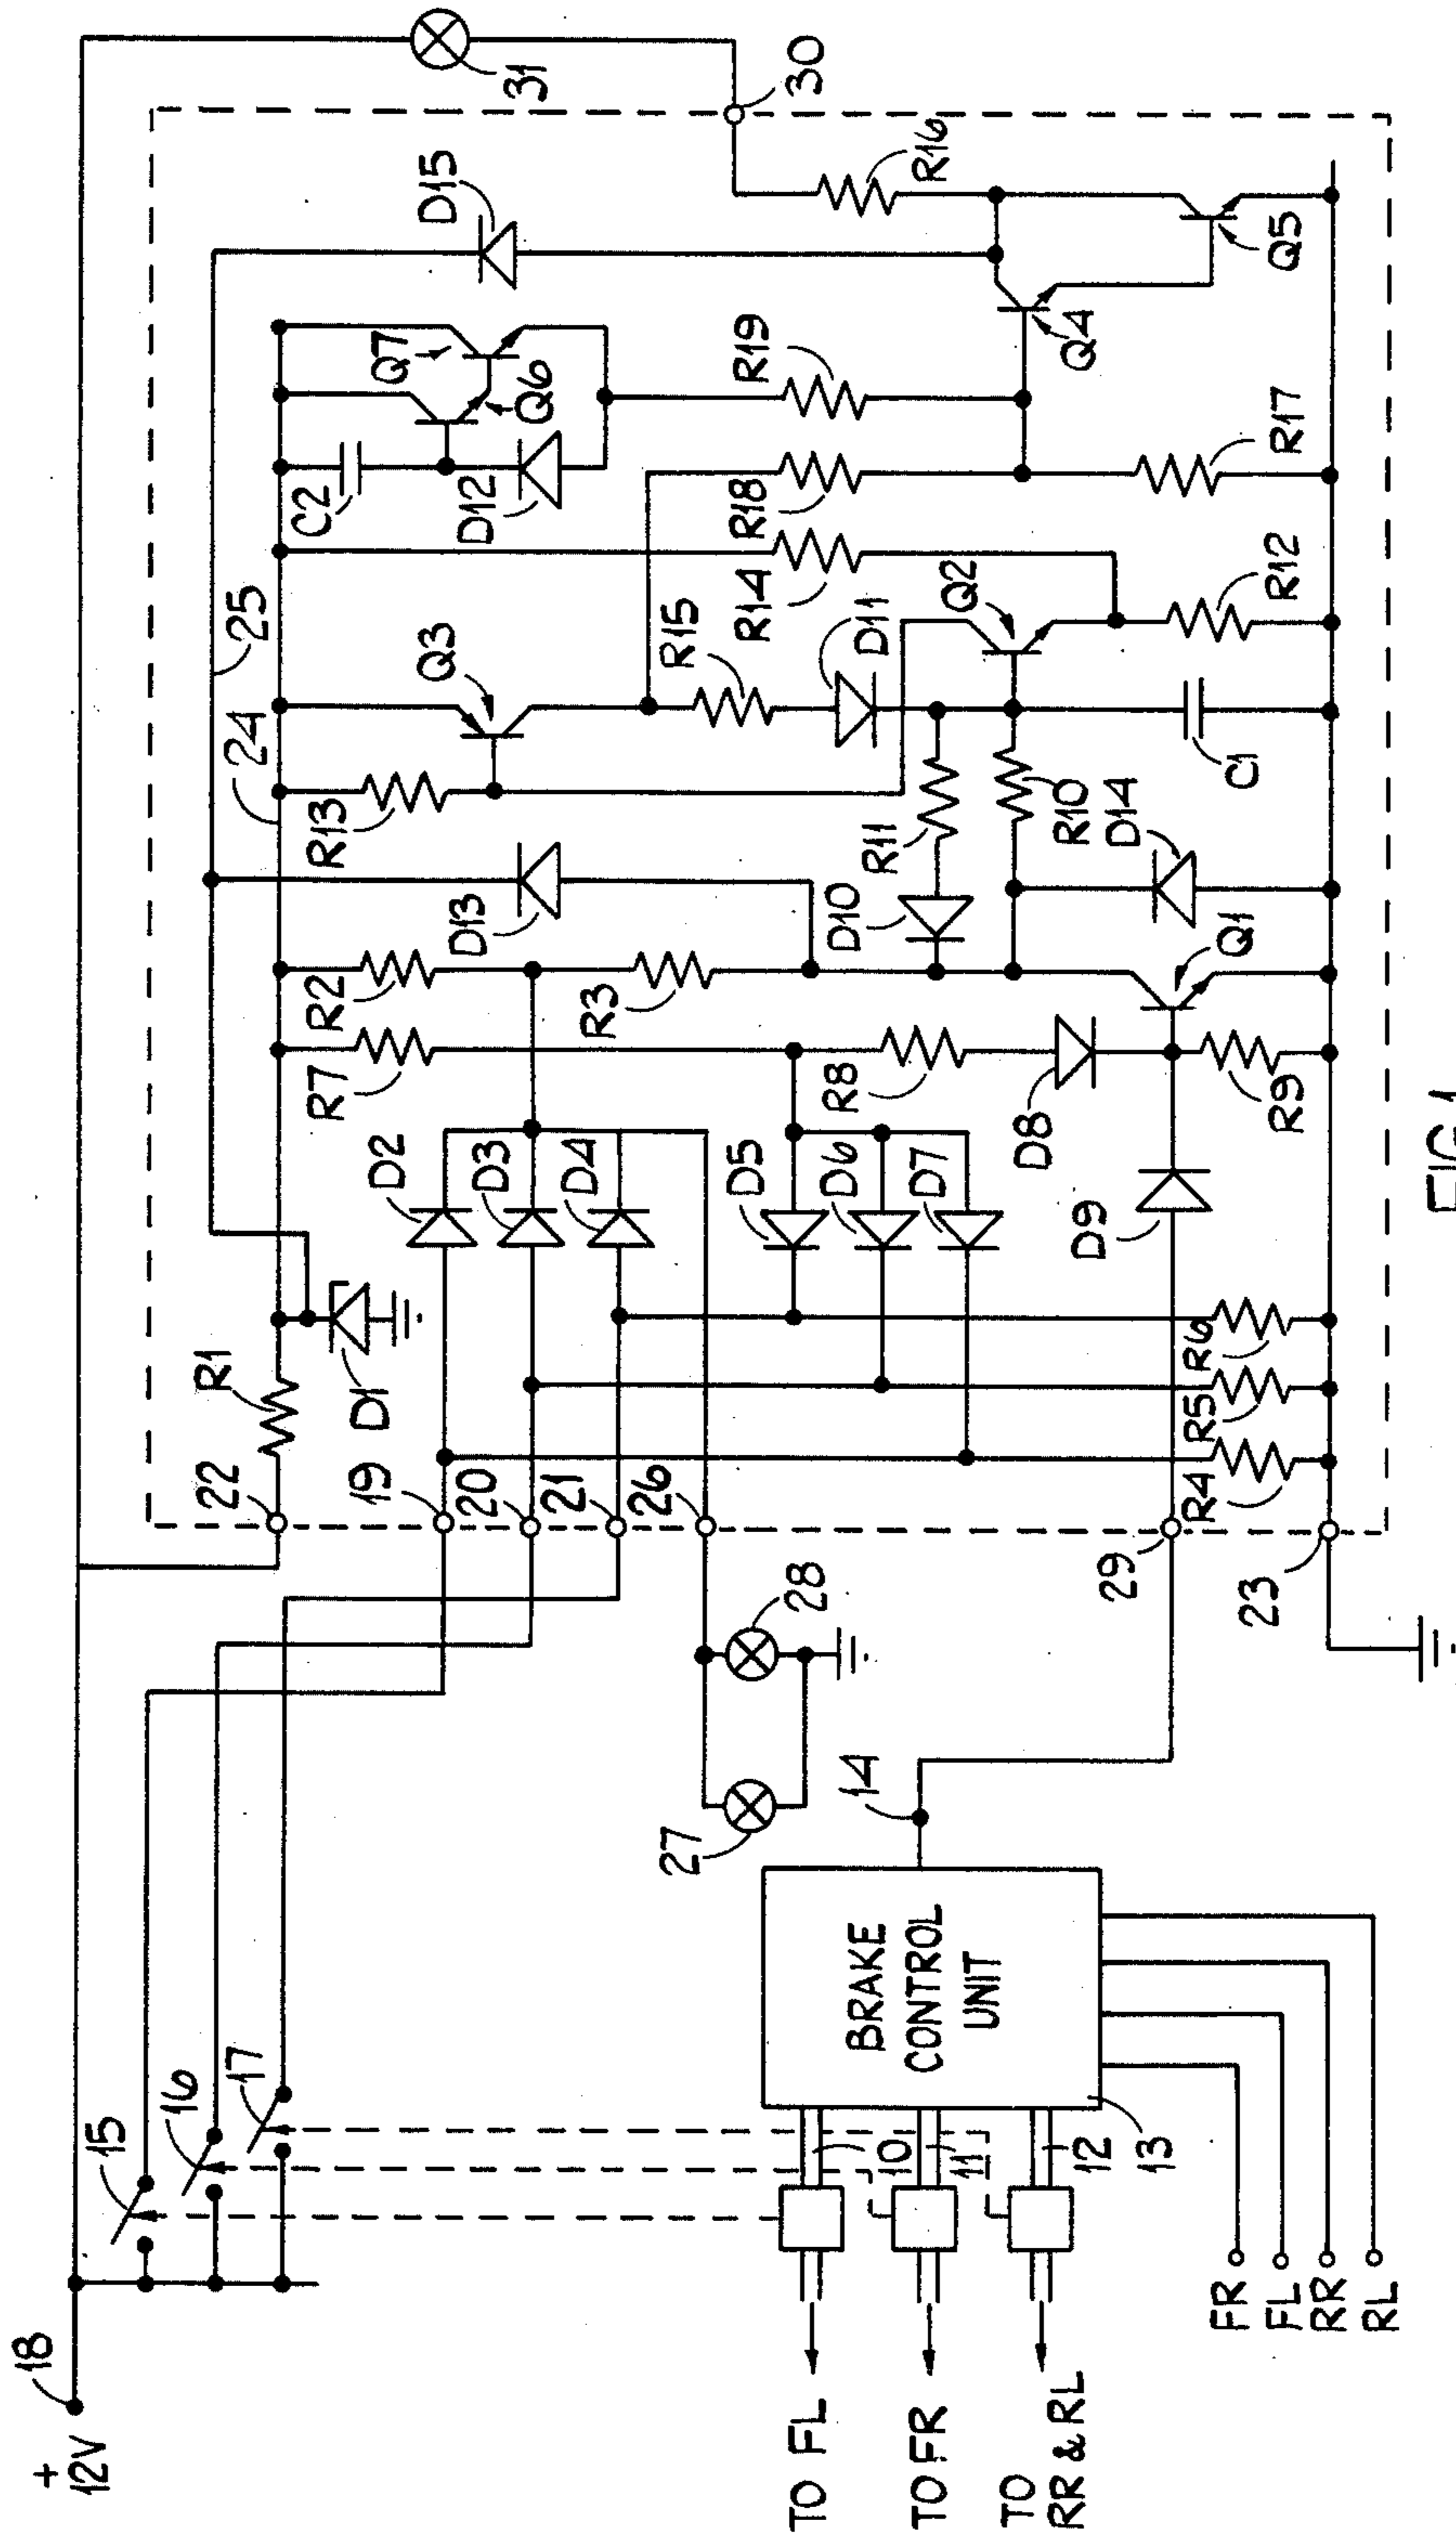 +
12V
18
15
16
17
22
R1
24
25
D1
19
20
21
26
D2
D3
D4
R7
R2
R3
D13
R13
Q3
R15
D11
R14
R18
R19
C2
D12
Q6
Q7
D15
31
30
R16
Q4
Q5
R17
R12
Q2
C1
R10
R11
D10
D14
Q1
R8
D8
R9
D5
D6
D7
D9
R6
R5
R4
29
23
27
28
14
BRAKE
CONTROL
UNIT
10
11
12
13
TO FL
TO FR
TO
RR & RL
FR
FL
RR
RL
FIG.1